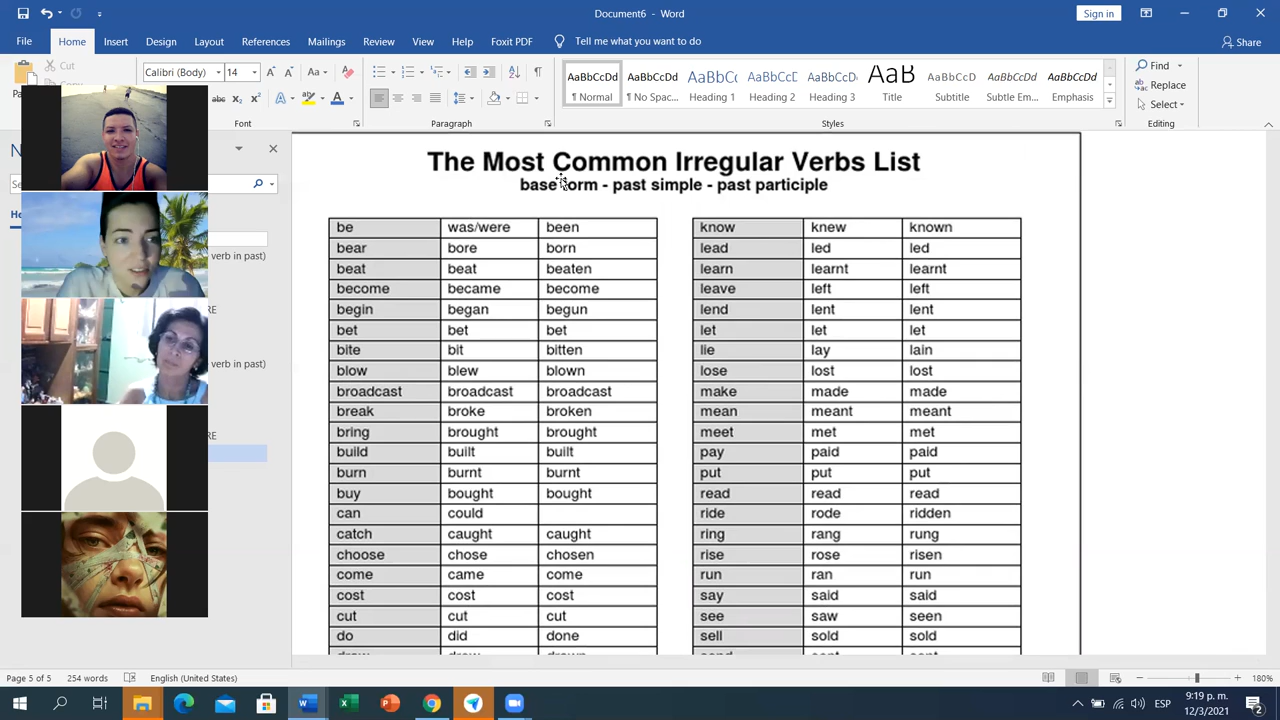 Document6 - Word
Sign in
File Home Insert Design Layout References Mailings Review View Help Foxit PDF Tell me what you want to do Share
Cut
Calibri (Body) 14 Aa
AaBbCcDd AaBbCcDd AaBbCc AaBbCcD AaBbCcD AaB AaBbCcD AaBbCcDd AaBbCcDd
¶ Normal ¶ No Spac... Heading 1 Heading 2 Heading 3 Title Subtitle Subtle Em... Emphasis
Find
Replace
Select
Font Paragraph Styles Editing
verb in past)
RE
verb in past)
RE
The Most Common Irregular Verbs List
base form - past simple - past participle
be was/were been
bear bore born
beat beat beaten
become became become
begin began begun
bet bet bet
bite bit bitten
blow blew blown
broadcast broadcast broadcast
break broke broken
bring brought brought
build built built
burn burnt burnt
buy bought bought
can could
catch caught caught
choose chose chosen
come came come
cost cost cost
cut cut cut
do did done
know knew known
lead led led
learn learnt learnt
leave left left
lend lent lent
let let let
lie lay lain
lose lost lost
make made made
mean meant meant
meet met met
pay paid paid
put put put
read read read
ride rode ridden
ring rang rung
rise rose risen
run ran run
say said said
see saw seen
sell sold sold
Page 5 of 5 254 words English (United States) 180%
ESP
9:19 p. m.
12/3/2021